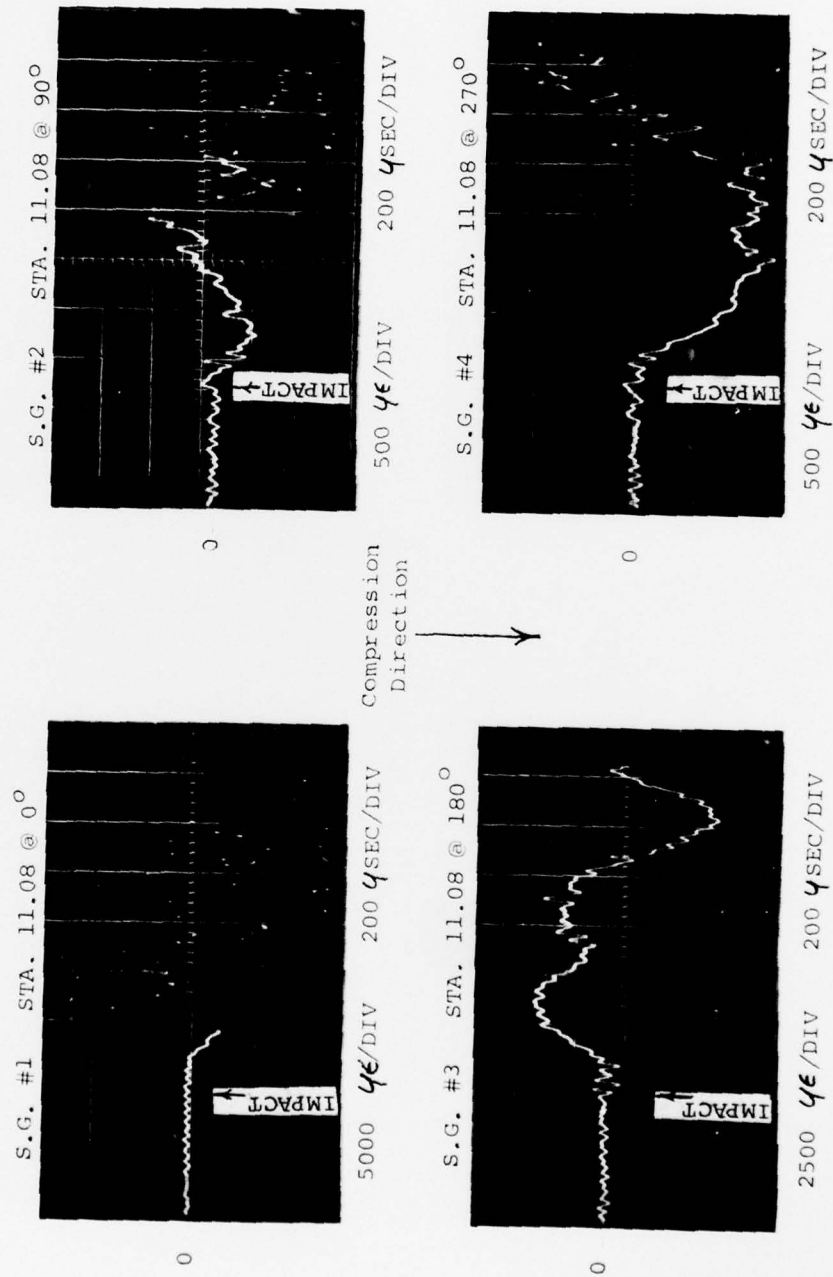 S.G. #1 STA. 11.08 @ 0°
0
IMPACT
5000 με/DIV 200 μSEC/DIV
S.G. #2 STA. 11.08 @ 90°
0
IMPACT
500 με/DIV 200 μSEC/DIV
Compression
Direction
S.G. #3 STA. 11.08 @ 180°
0
IMPACT
2500 με/DIV 200 μSEC/DIV
S.G. #4 STA. 11.08 @ 270°
0
IMPACT
500 με/DIV 200 μSEC/DIV